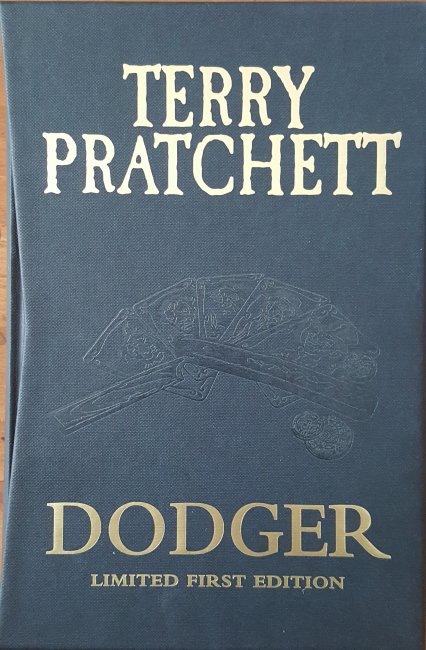 TERRY
PRATCHETT
DODGER
LIMITED FIRST EDITION